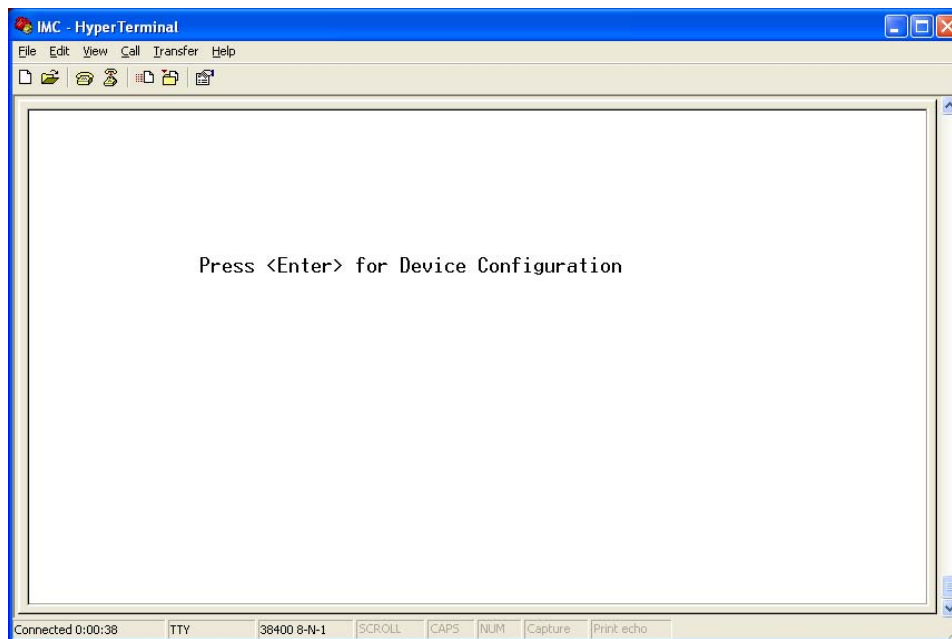 IMC - HyperTerminal
File Edit View Call Transfer Help
Press <Enter> for Device Configuration
Connected 0:00:38 TTY 38400 8-N-1 SCROLL CAPS NUM Capture Print echo